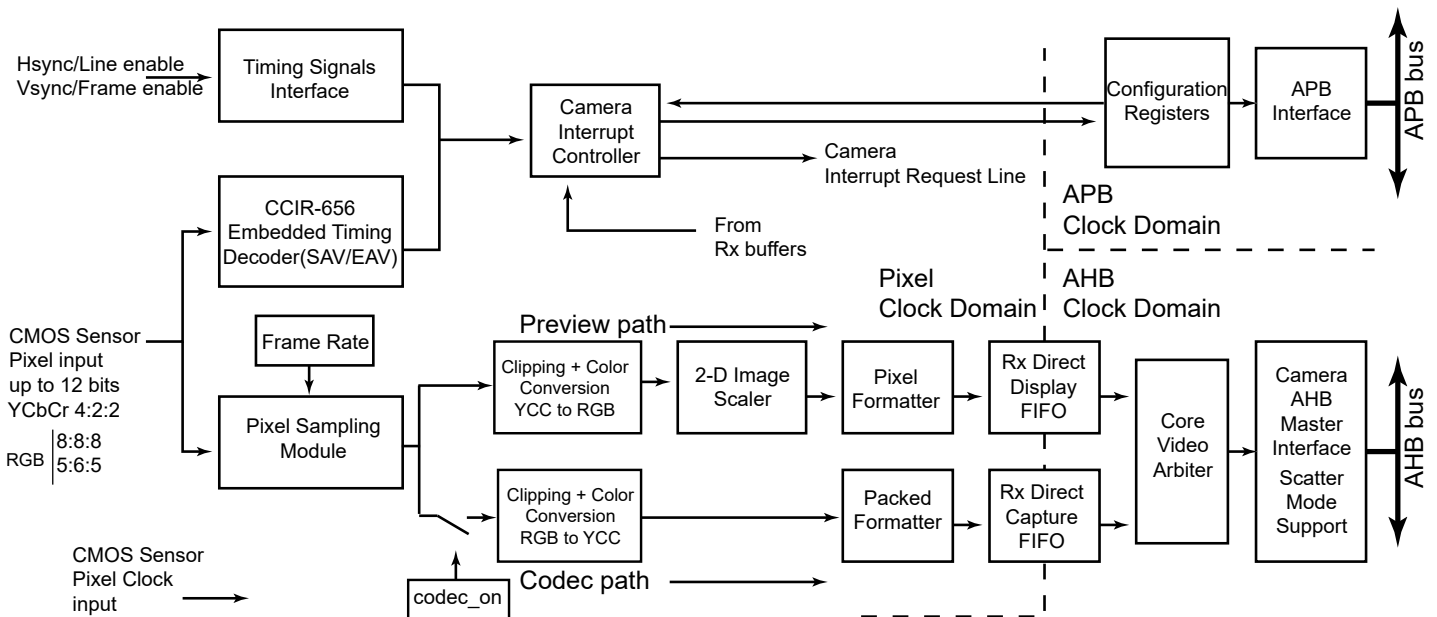 Hsync/Line enable
Vsync/Frame enable
Timing Signals
Interface
Camera
Interrupt
Controller
Configuration
Registers
APB
Interface
APB bus
Camera
Interrupt Request Line
CCIR-656
Embedded Timing
Decoder(SAV/EAV)
From
Rx buffers
APB
Clock Domain
Pixel
Clock Domain
AHB
Clock Domain
CMOS Sensor
Pixel input
up to 12 bits
YCbCr 4:2:2
RGB
8:8:8
5:6:5
Frame Rate
Pixel Sampling
Module
Preview path
Clipping + Color
Conversion
YCC to RGB
2-D Image
Scaler
Pixel
Formatter
Rx Direct
Display
FIFO
Core
Video
Arbiter
Camera
AHB
Master
Interface
Scatter
Mode
Support
AHB bus
Clipping + Color
Conversion
RGB to YCC
Packed
Formatter
Rx Direct
Capture
FIFO
CMOS Sensor
Pixel Clock
input
codec_on
Codec path